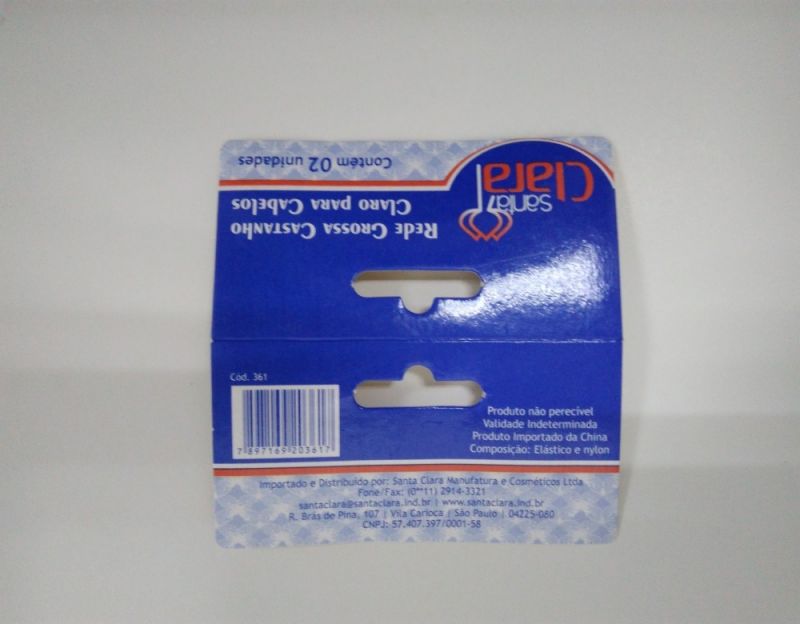 Santa
Clara
Rede Grossa Castanho
Claro para Cabelos
Contém 02 unidades
Cód. 361
7 897169 203617
Produto não perecível
Validade Indeterminada
Produto Importado da China
Composição: Elástico e nylon
Importado e Distribuído por: Santa Clara Manufatura e Cosméticos Ltda
Fone/Fax: (0**11) 2914-3321
santaclara@santaclara.ind.br | www.santaclara.ind.br
R. Brás de Pina, 107 | Vila Carioca | São Paulo | 04225-060
CNPJ: 57.407.397/0001-58